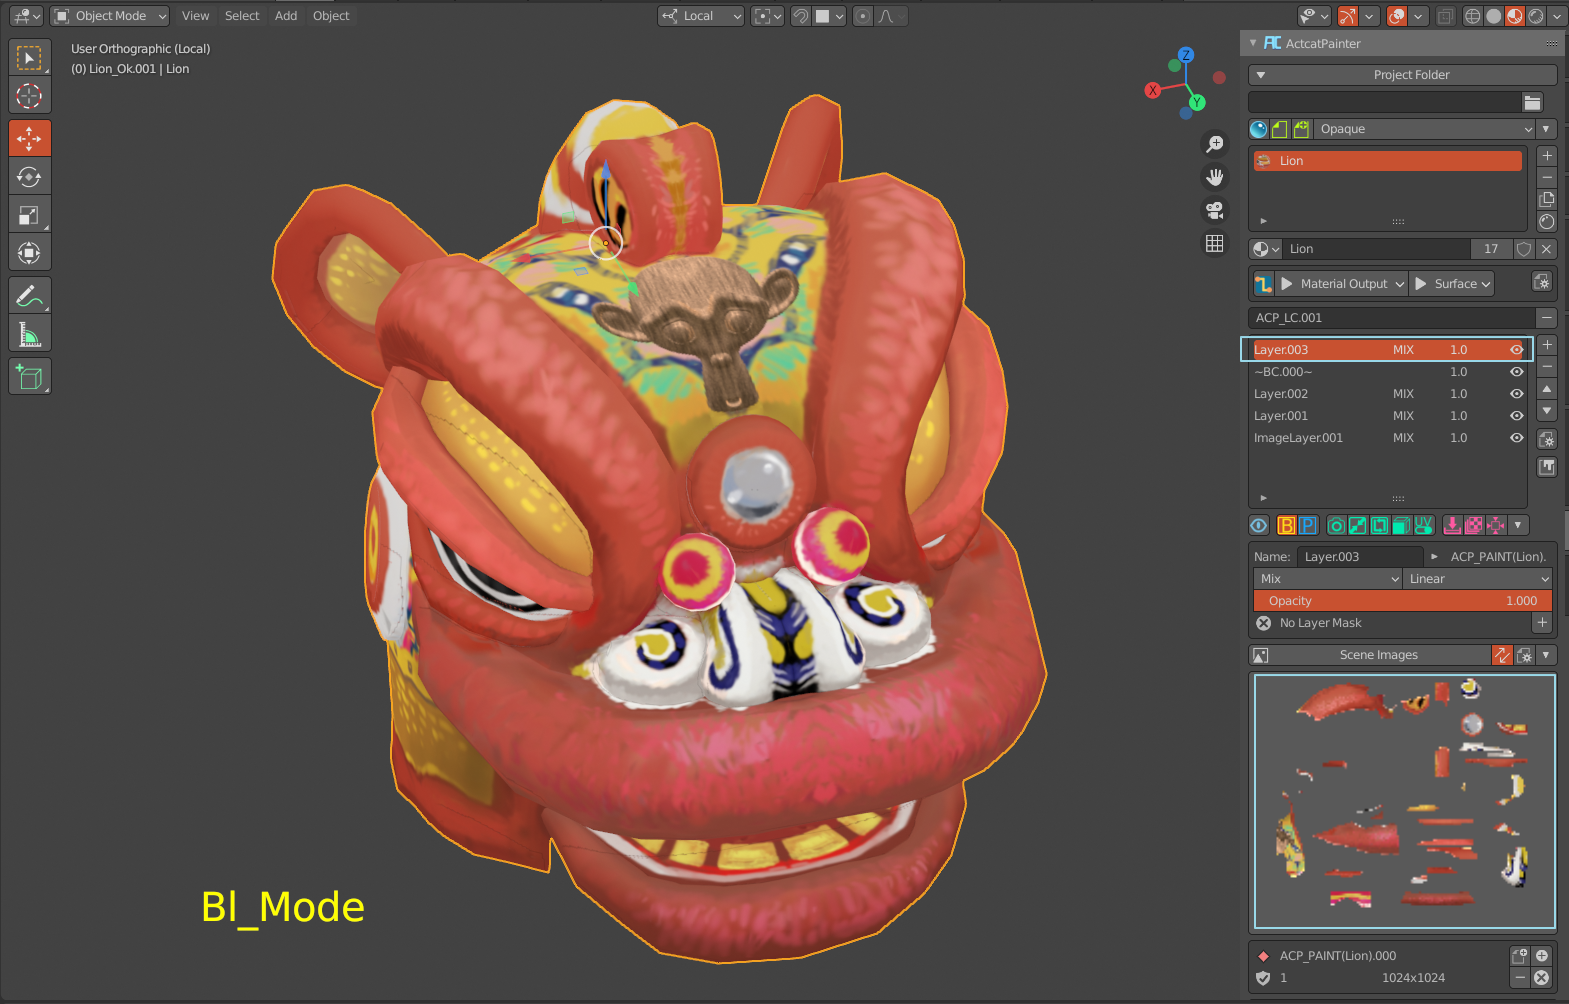 Object Mode View Select Add Object Local
User Orthographic (Local)
(0) Lion_Ok.001 | Lion
Z
X
Y
Bl_Mode
ActcatPainter
Project Folder
Opaque
Lion
Lion 17
Material Output Surface
ACP_LC.001
Layer.003 MIX 1.0
~BC.000~ 1.0
Layer.002 MIX 1.0
Layer.001 MIX 1.0
ImageLayer.001 MIX 1.0
B P UV
Name: Layer.003 ACP_PAINT(Lion).
Mix Linear
Opacity 1.000
No Layer Mask
Scene Images
ACP_PAINT(Lion).000
1 1024x1024